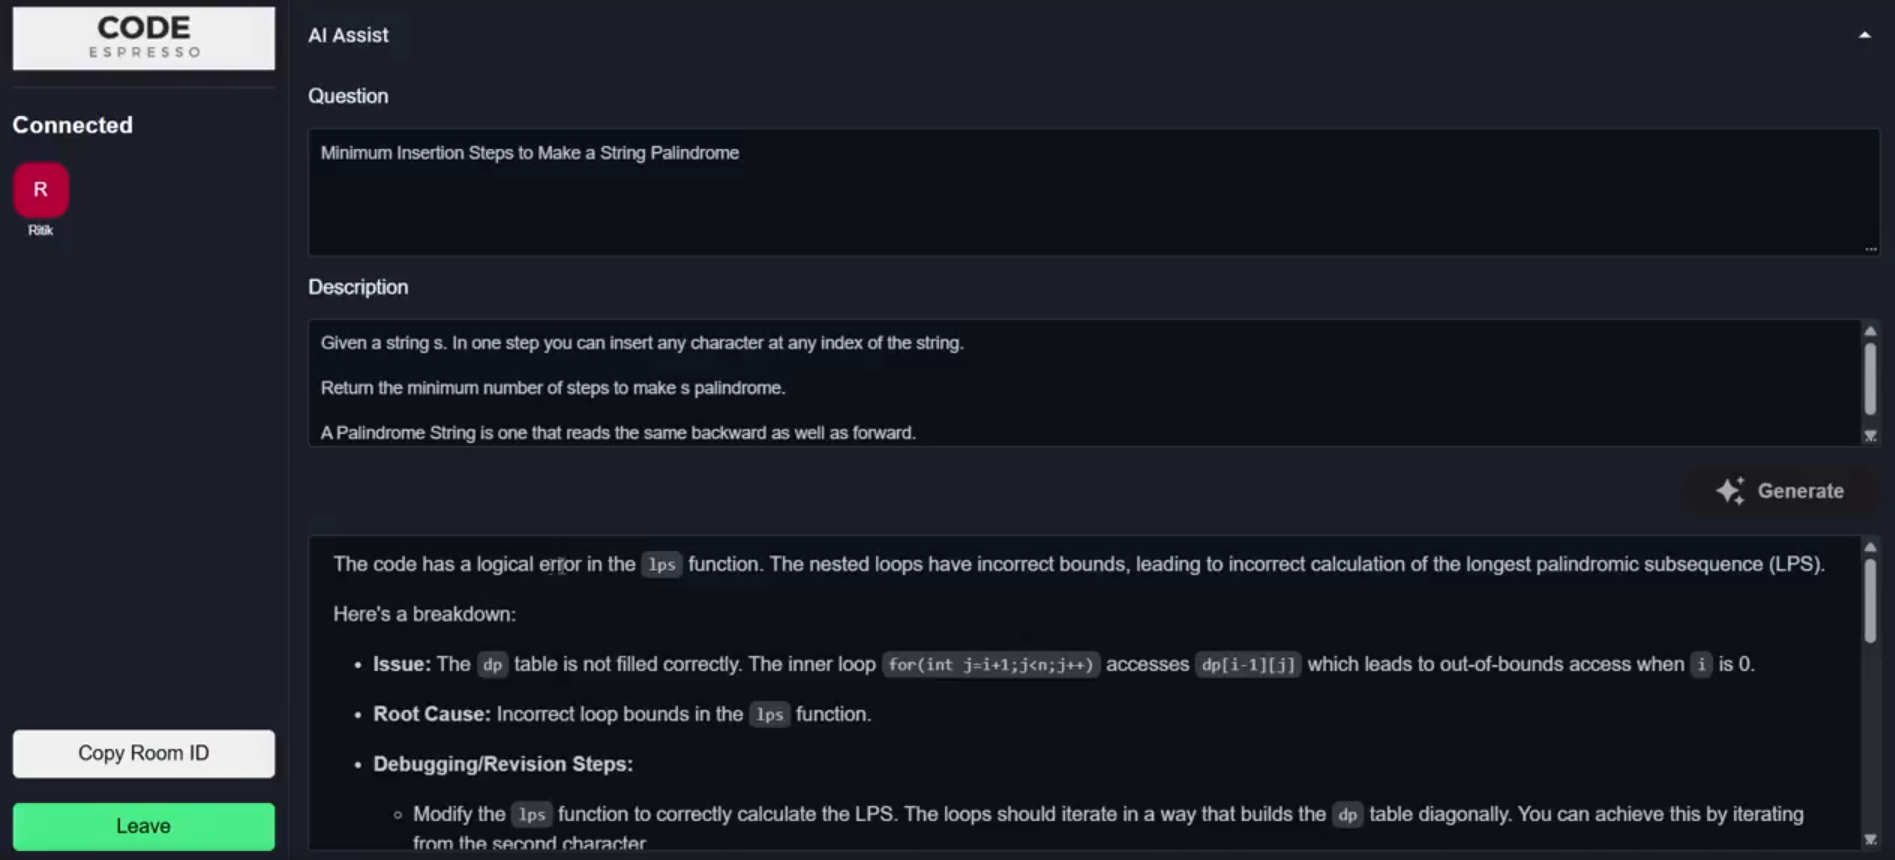 CODE
ESPRESSO
Connected
R
Ritik
Copy Room ID
Leave
AI Assist
Question
Minimum Insertion Steps to Make a String Palindrome
Description
Given a string s. In one step you can insert any character at any index of the string.
Return the minimum number of steps to make s palindrome.
A Palindrome String is one that reads the same backward as well as forward.
Generate
The code has a logical error in the lps function. The nested loops have incorrect bounds, leading to incorrect calculation of the longest palindromic subsequence (LPS).
Here's a breakdown:
• Issue: The dp table is not filled correctly. The inner loop for(int j=i+1;j<n;j++) accesses dp[i-1][j] which leads to out-of-bounds access when i is 0.
• Root Cause: Incorrect loop bounds in the lps function.
• Debugging/Revision Steps:
◦ Modify the lps function to correctly calculate the LPS. The loops should iterate in a way that builds the dp table diagonally. You can achieve this by iterating
from the second character